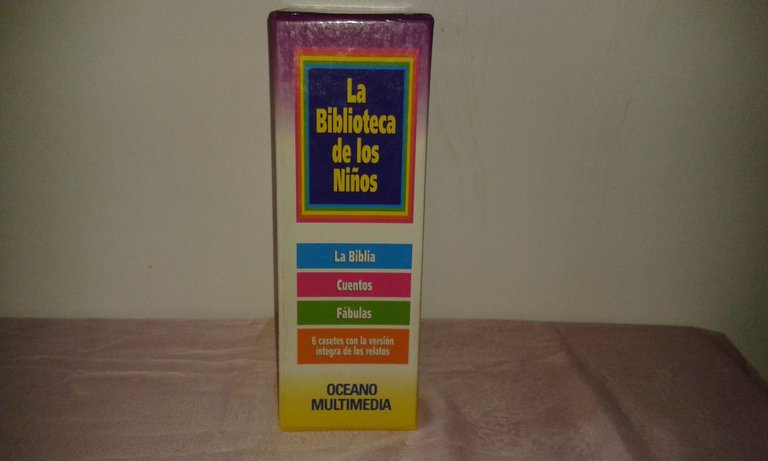 La
Biblioteca
de los
Niños
La Biblia
Cuentos
Fábulas
6 casetes con la versión
íntegra de los relatos
OCEANO
MULTIMEDIA